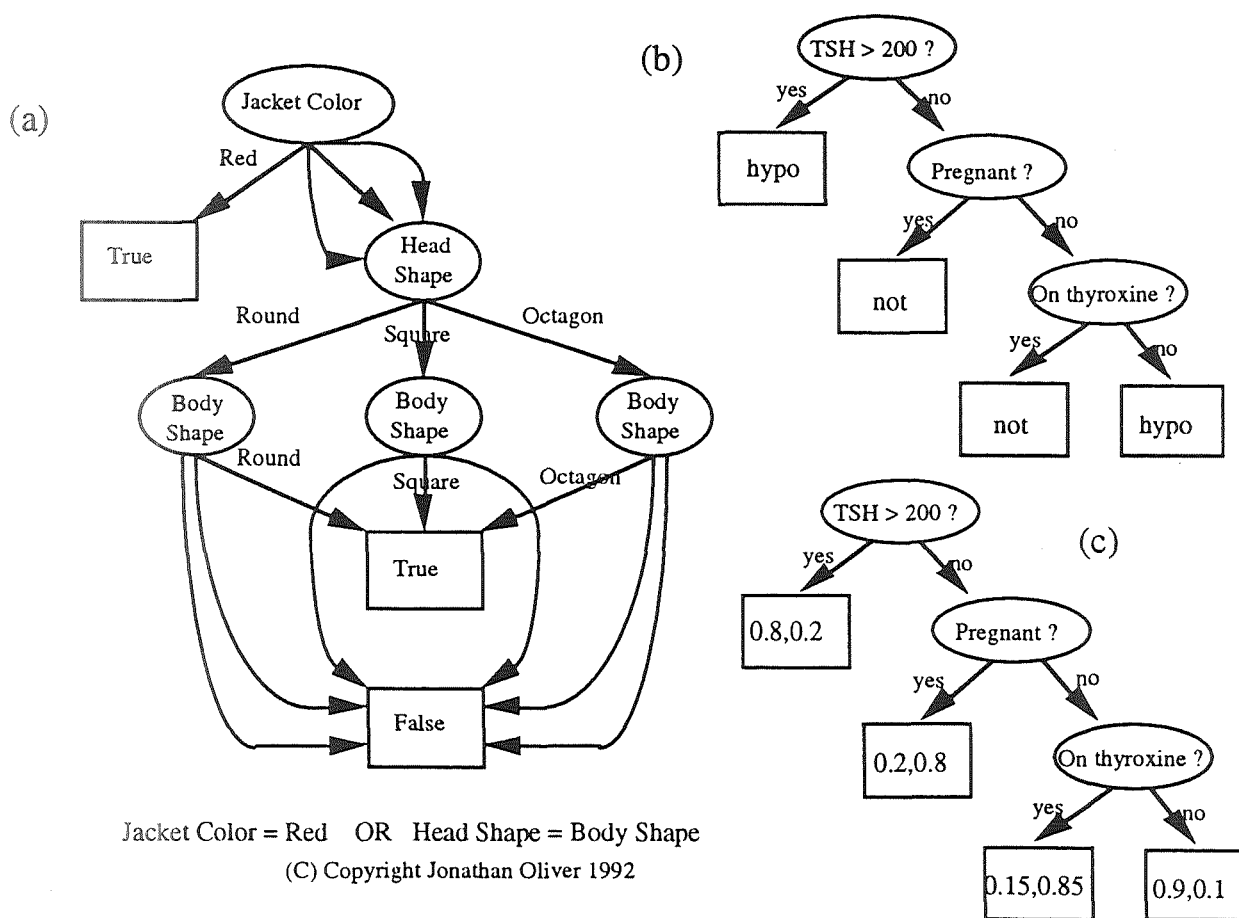 (a)
Jacket Color
Red
True
Head
Shape
Round
Square
Octagon
Body
Shape
Body
Shape
Body
Shape
Round
Square
Octagon
True
False
Jacket Color = Red OR Head Shape = Body Shape
(C) Copyright Jonathan Oliver 1992
(b)
TSH > 200 ?
yes
no
hypo
Pregnant ?
yes
no
not
On thyroxine ?
yes
no
not
hypo
(c)
TSH > 200 ?
yes
no
0.8,0.2
Pregnant ?
yes
no
0.2,0.8
On thyroxine ?
yes
no
0.15,0.85
0.9,0.1